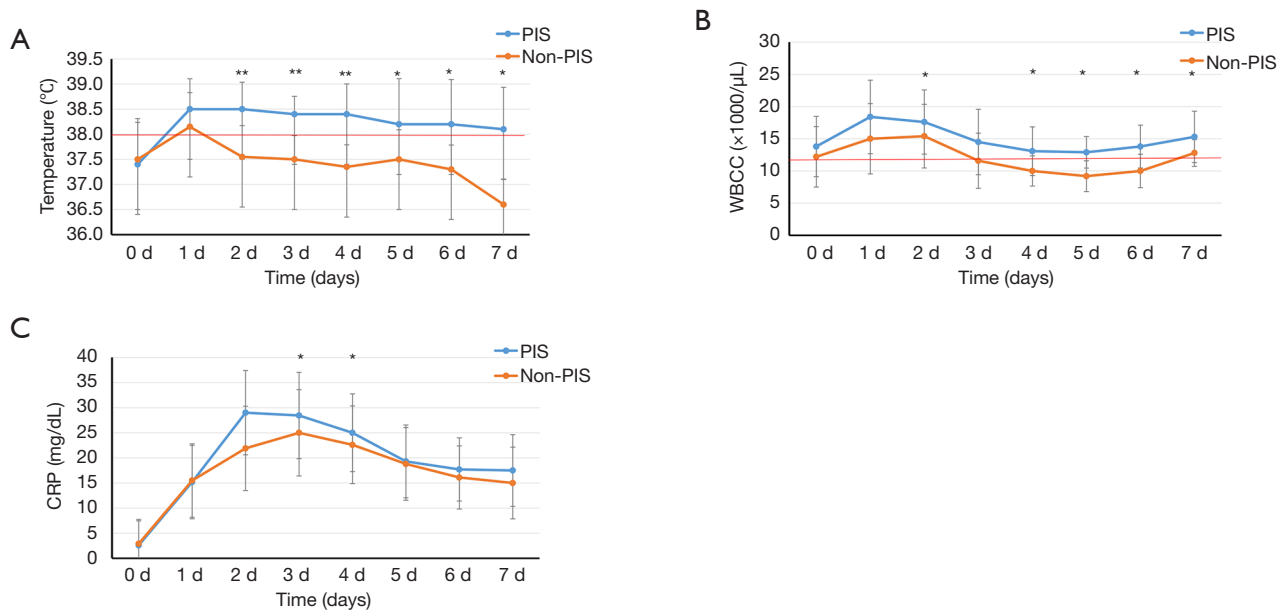 A
PIS
Non-PIS
Temperature (°C)
39.5
39.0
38.5
38.0
37.5
37.0
36.5
36.0
** ** ** * * *
0 d 1 d 2 d 3 d 4 d 5 d 6 d 7 d
Time (days)
B
PIS
Non-PIS
WBCC (×1000/μL)
30
25
20
15
10
5
0
* * * * *
0 d 1 d 2 d 3 d 4 d 5 d 6 d 7 d
Time (days)
C
PIS
Non-PIS
CRP (mg/dL)
40
35
30
25
20
15
10
5
0
* *
0 d 1 d 2 d 3 d 4 d 5 d 6 d 7 d
Time (days)